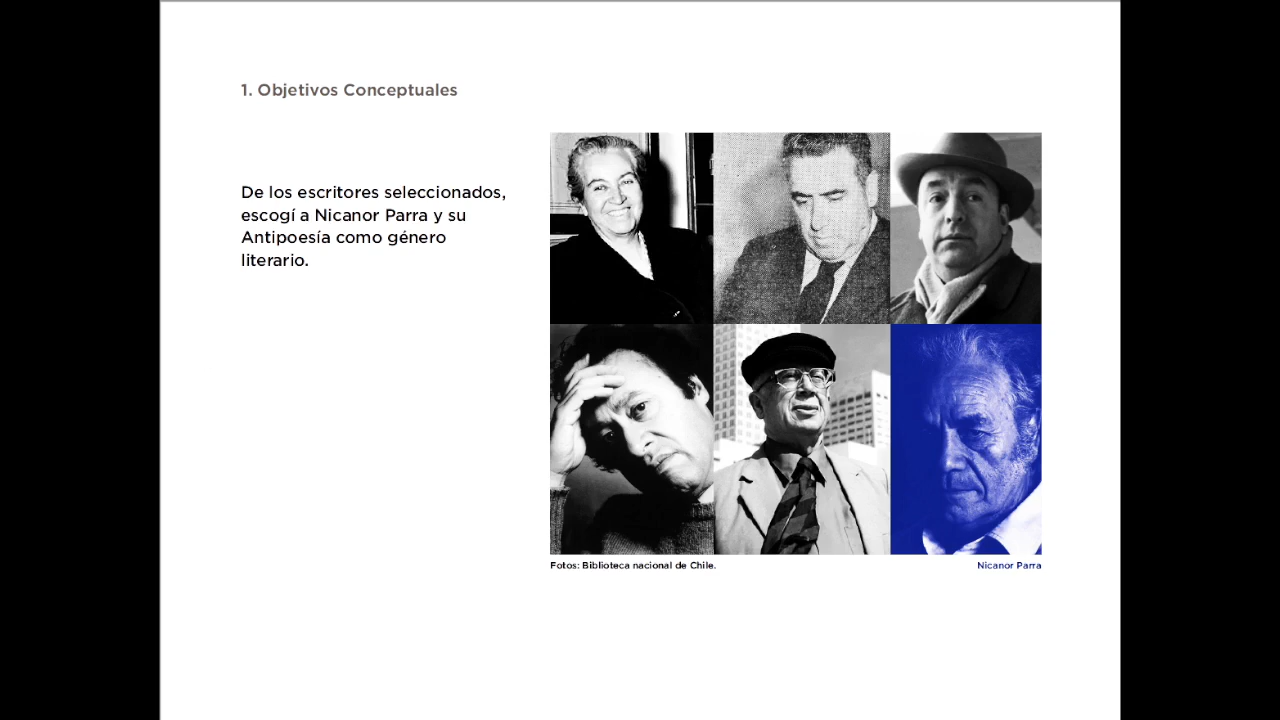 1. Objetivos Conceptuales
De los escritores seleccionados,
escogí a Nicanor Parra y su
Antipoesía como género
literario.
Fotos: Biblioteca nacional de Chile.
Nicanor Parra